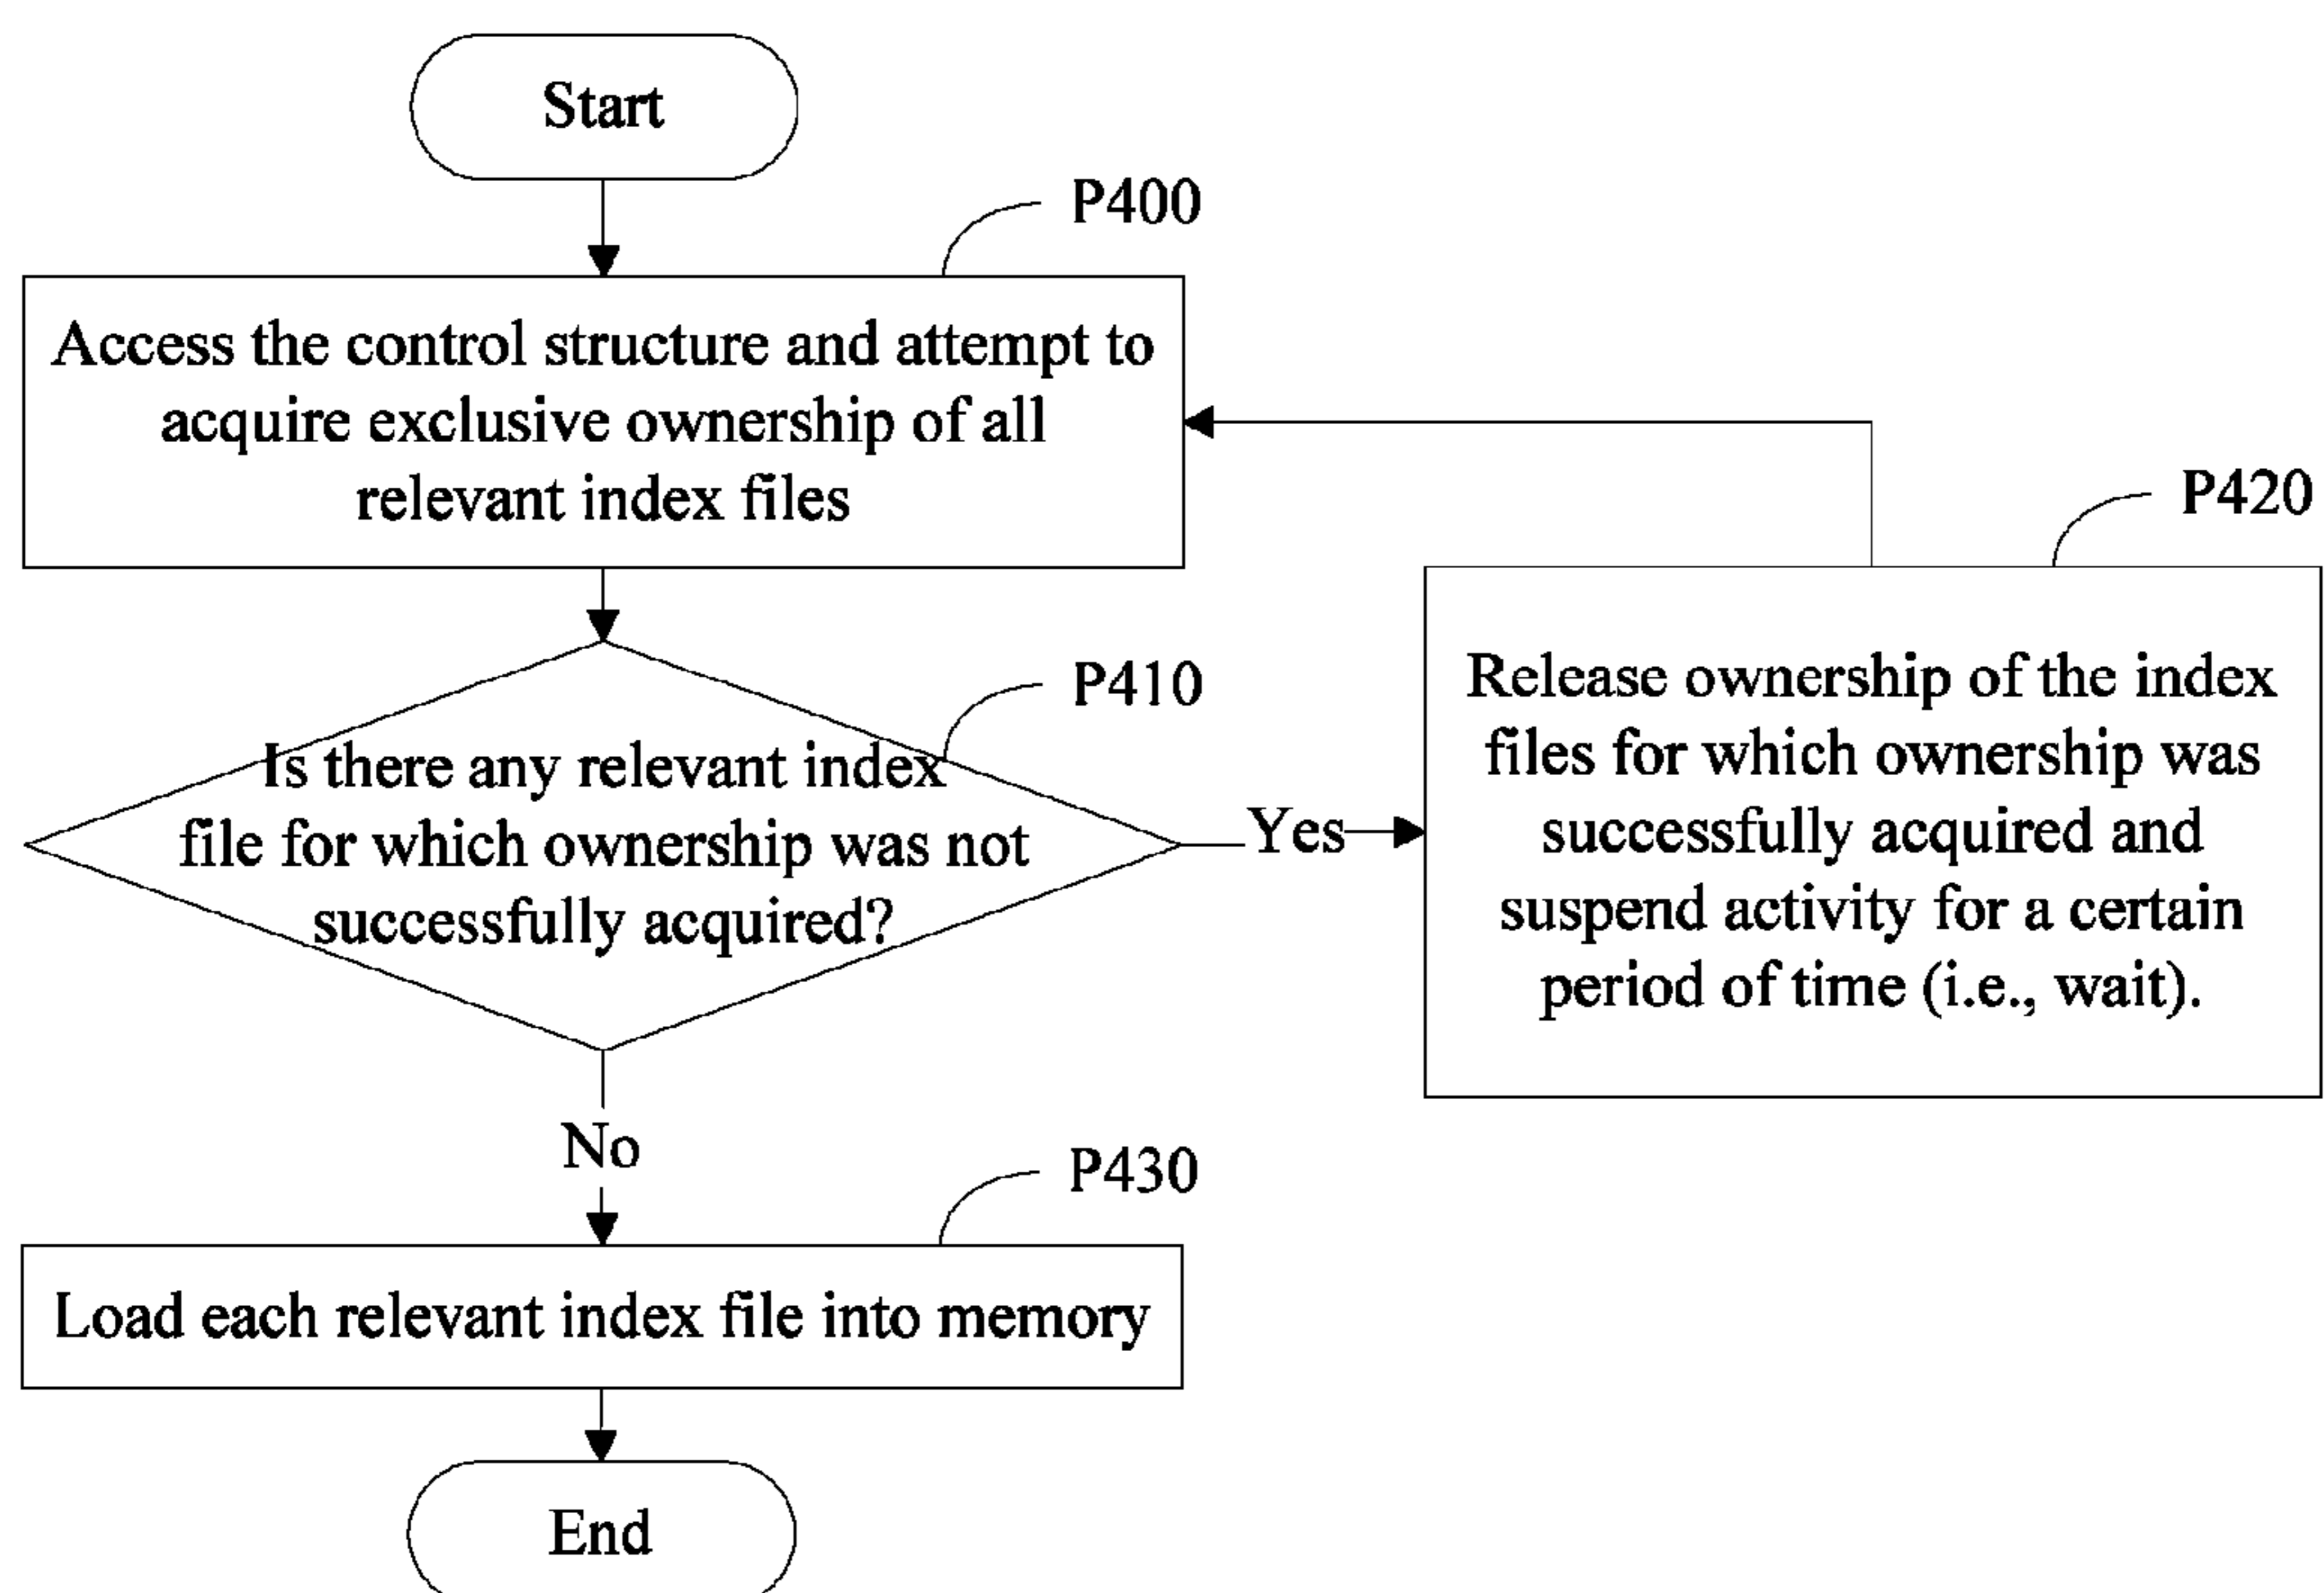 Start
P400
Access the control structure and attempt to
acquire exclusive ownership of all
relevant index files
P410
Is there any relevant index
file for which ownership was not
successfully acquired?
Yes
P420
Release ownership of the index
files for which ownership was
successfully acquired and
suspend activity for a certain
period of time (i.e., wait).
No
P430
Load each relevant index file into memory
End